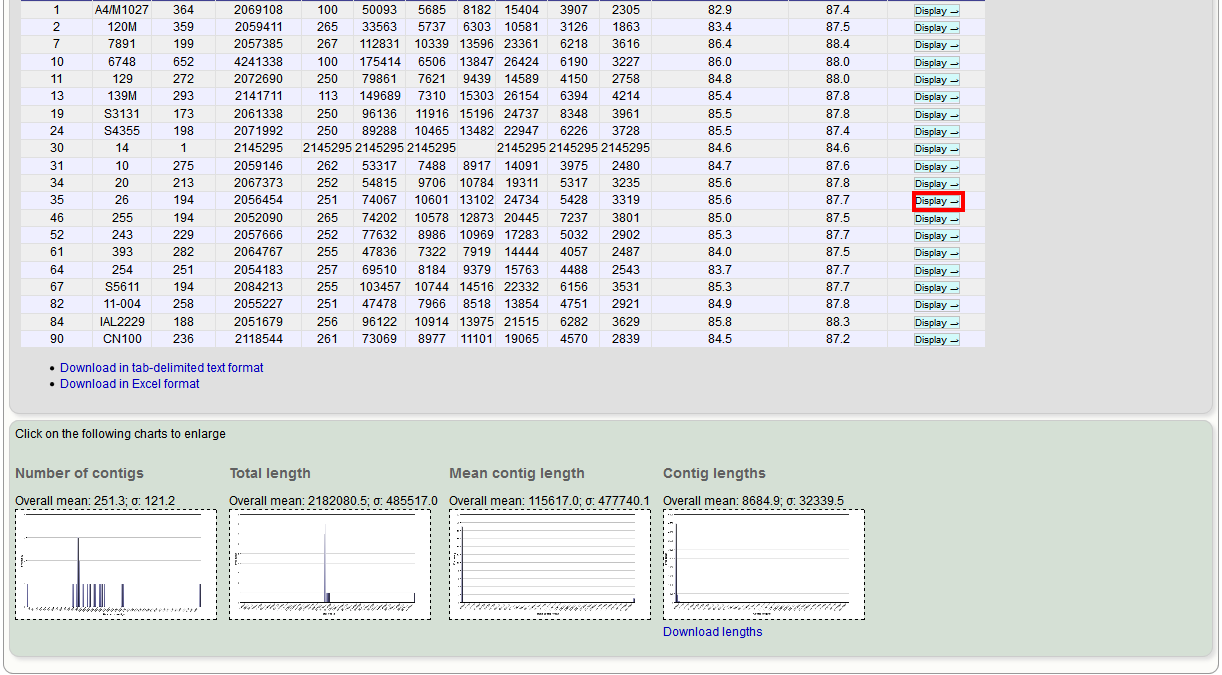 1 A4/M1027 364 2069108 100 50093 5685 8182 15404 3907 2305 82.9 87.4 Display
2 120M 359 2059411 265 33563 5737 6303 10581 3126 1863 83.4 87.5 Display
7 7891 199 2057385 267 112831 10339 13596 23361 6218 3616 86.4 88.4 Display
10 6748 652 4241338 100 175414 6506 13847 26424 6190 3227 86.0 88.0 Display
11 129 272 2072690 250 79861 7621 9439 14589 4150 2758 84.8 88.0 Display
13 139M 293 2141711 113 149689 7310 15303 26154 6394 4214 85.4 87.8 Display
19 S3131 173 2061338 250 96136 11916 15196 24737 8348 3961 85.5 87.8 Display
24 S4355 198 2071992 250 89288 10465 13482 22947 6226 3728 85.5 87.4 Display
30 14 1 2145295 2145295 2145295 2145295 2145295 2145295 2145295 84.6 84.6 Display
31 10 275 2059146 262 53317 7488 8917 14091 3975 2480 84.7 87.6 Display
34 20 213 2067373 252 54815 9706 10784 19311 5317 3235 85.6 87.8 Display
35 26 194 2056454 251 74067 10601 13102 24734 5428 3319 85.6 87.7 Display
46 255 194 2052090 265 74202 10578 12873 20445 7237 3801 85.0 87.5 Display
52 243 229 2057666 252 77632 8986 10969 17283 5032 2902 85.3 87.7 Display
61 393 282 2064767 255 47836 7322 7919 14444 4057 2487 84.0 87.5 Display
64 254 251 2054183 257 69510 8184 9379 15763 4488 2543 83.7 87.7 Display
67 S5611 194 2084213 255 103457 10744 14516 22332 6156 3531 85.3 87.7 Display
82 11-004 258 2055227 251 47478 7966 8518 13854 4751 2921 84.9 87.8 Display
84 IAL2229 188 2051679 256 96122 10914 13975 21515 6282 3629 85.8 88.3 Display
90 CN100 236 2118544 261 73069 8977 11101 19065 4570 2839 84.5 87.2 Display
• Download in tab-delimited text format
• Download in Excel format
Click on the following charts to enlarge
Number of contigs
Overall mean: 251.3; σ: 121.2
Total length
Overall mean: 2182080.5; σ: 485517.0
Mean contig length
Overall mean: 115617.0; σ: 477740.1
Contig lengths
Overall mean: 8684.9; σ: 32339.5
Download lengths